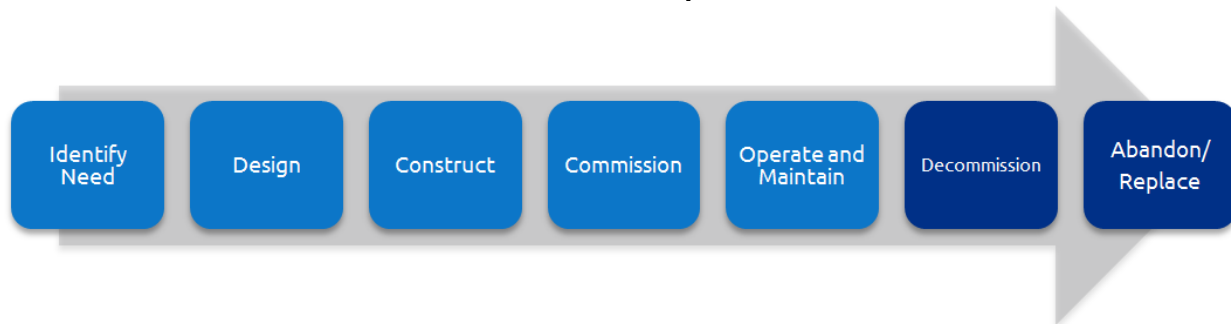 Identify
Need
Design
Construct
Commission
Operate and
Maintain
Decommission
Abandon/
Replace